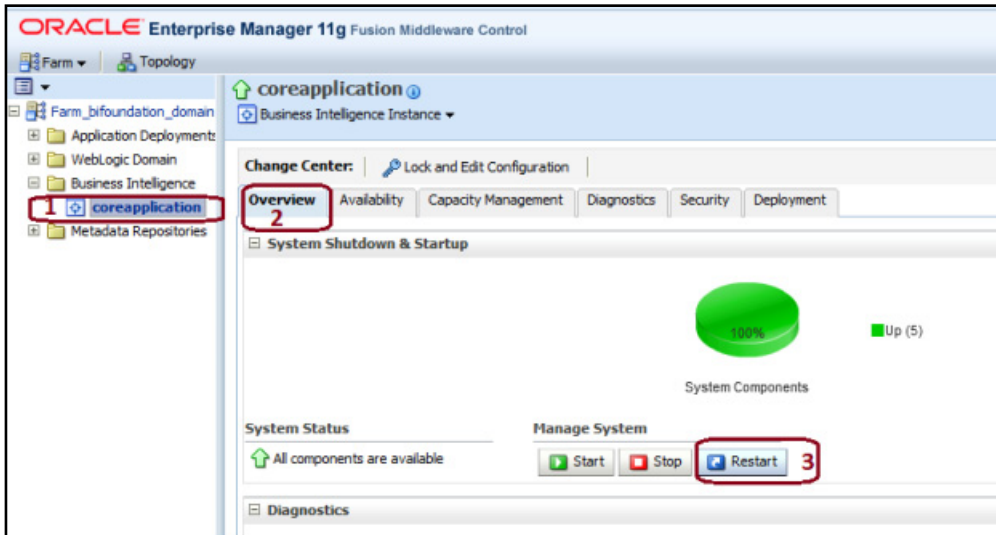 ORACLE Enterprise Manager 11g Fusion Middleware Control
Farm Topology
coreapplication
Business Intelligence Instance
Farm_bifoundation_domain
Application Deployments
WebLogic Domain
Business Intelligence
1 coreapplication
Metadata Repositories
Change Center: Lock and Edit Configuration
Overview Availability Capacity Management Diagnostics Security Deployment
2
System Shutdown & Startup
100%
Up (5)
System Components
System Status Manage System
All components are available Start Stop Restart 3
Diagnostics